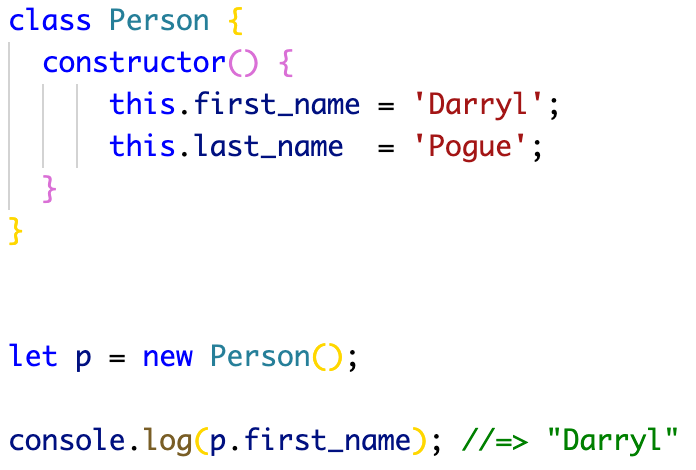 class Person {
  constructor() {
      this.first_name = 'Darryl';
      this.last_name  = 'Pogue';
  }
}
let p = new Person();
console.log(p.first_name); //=> "Darryl"